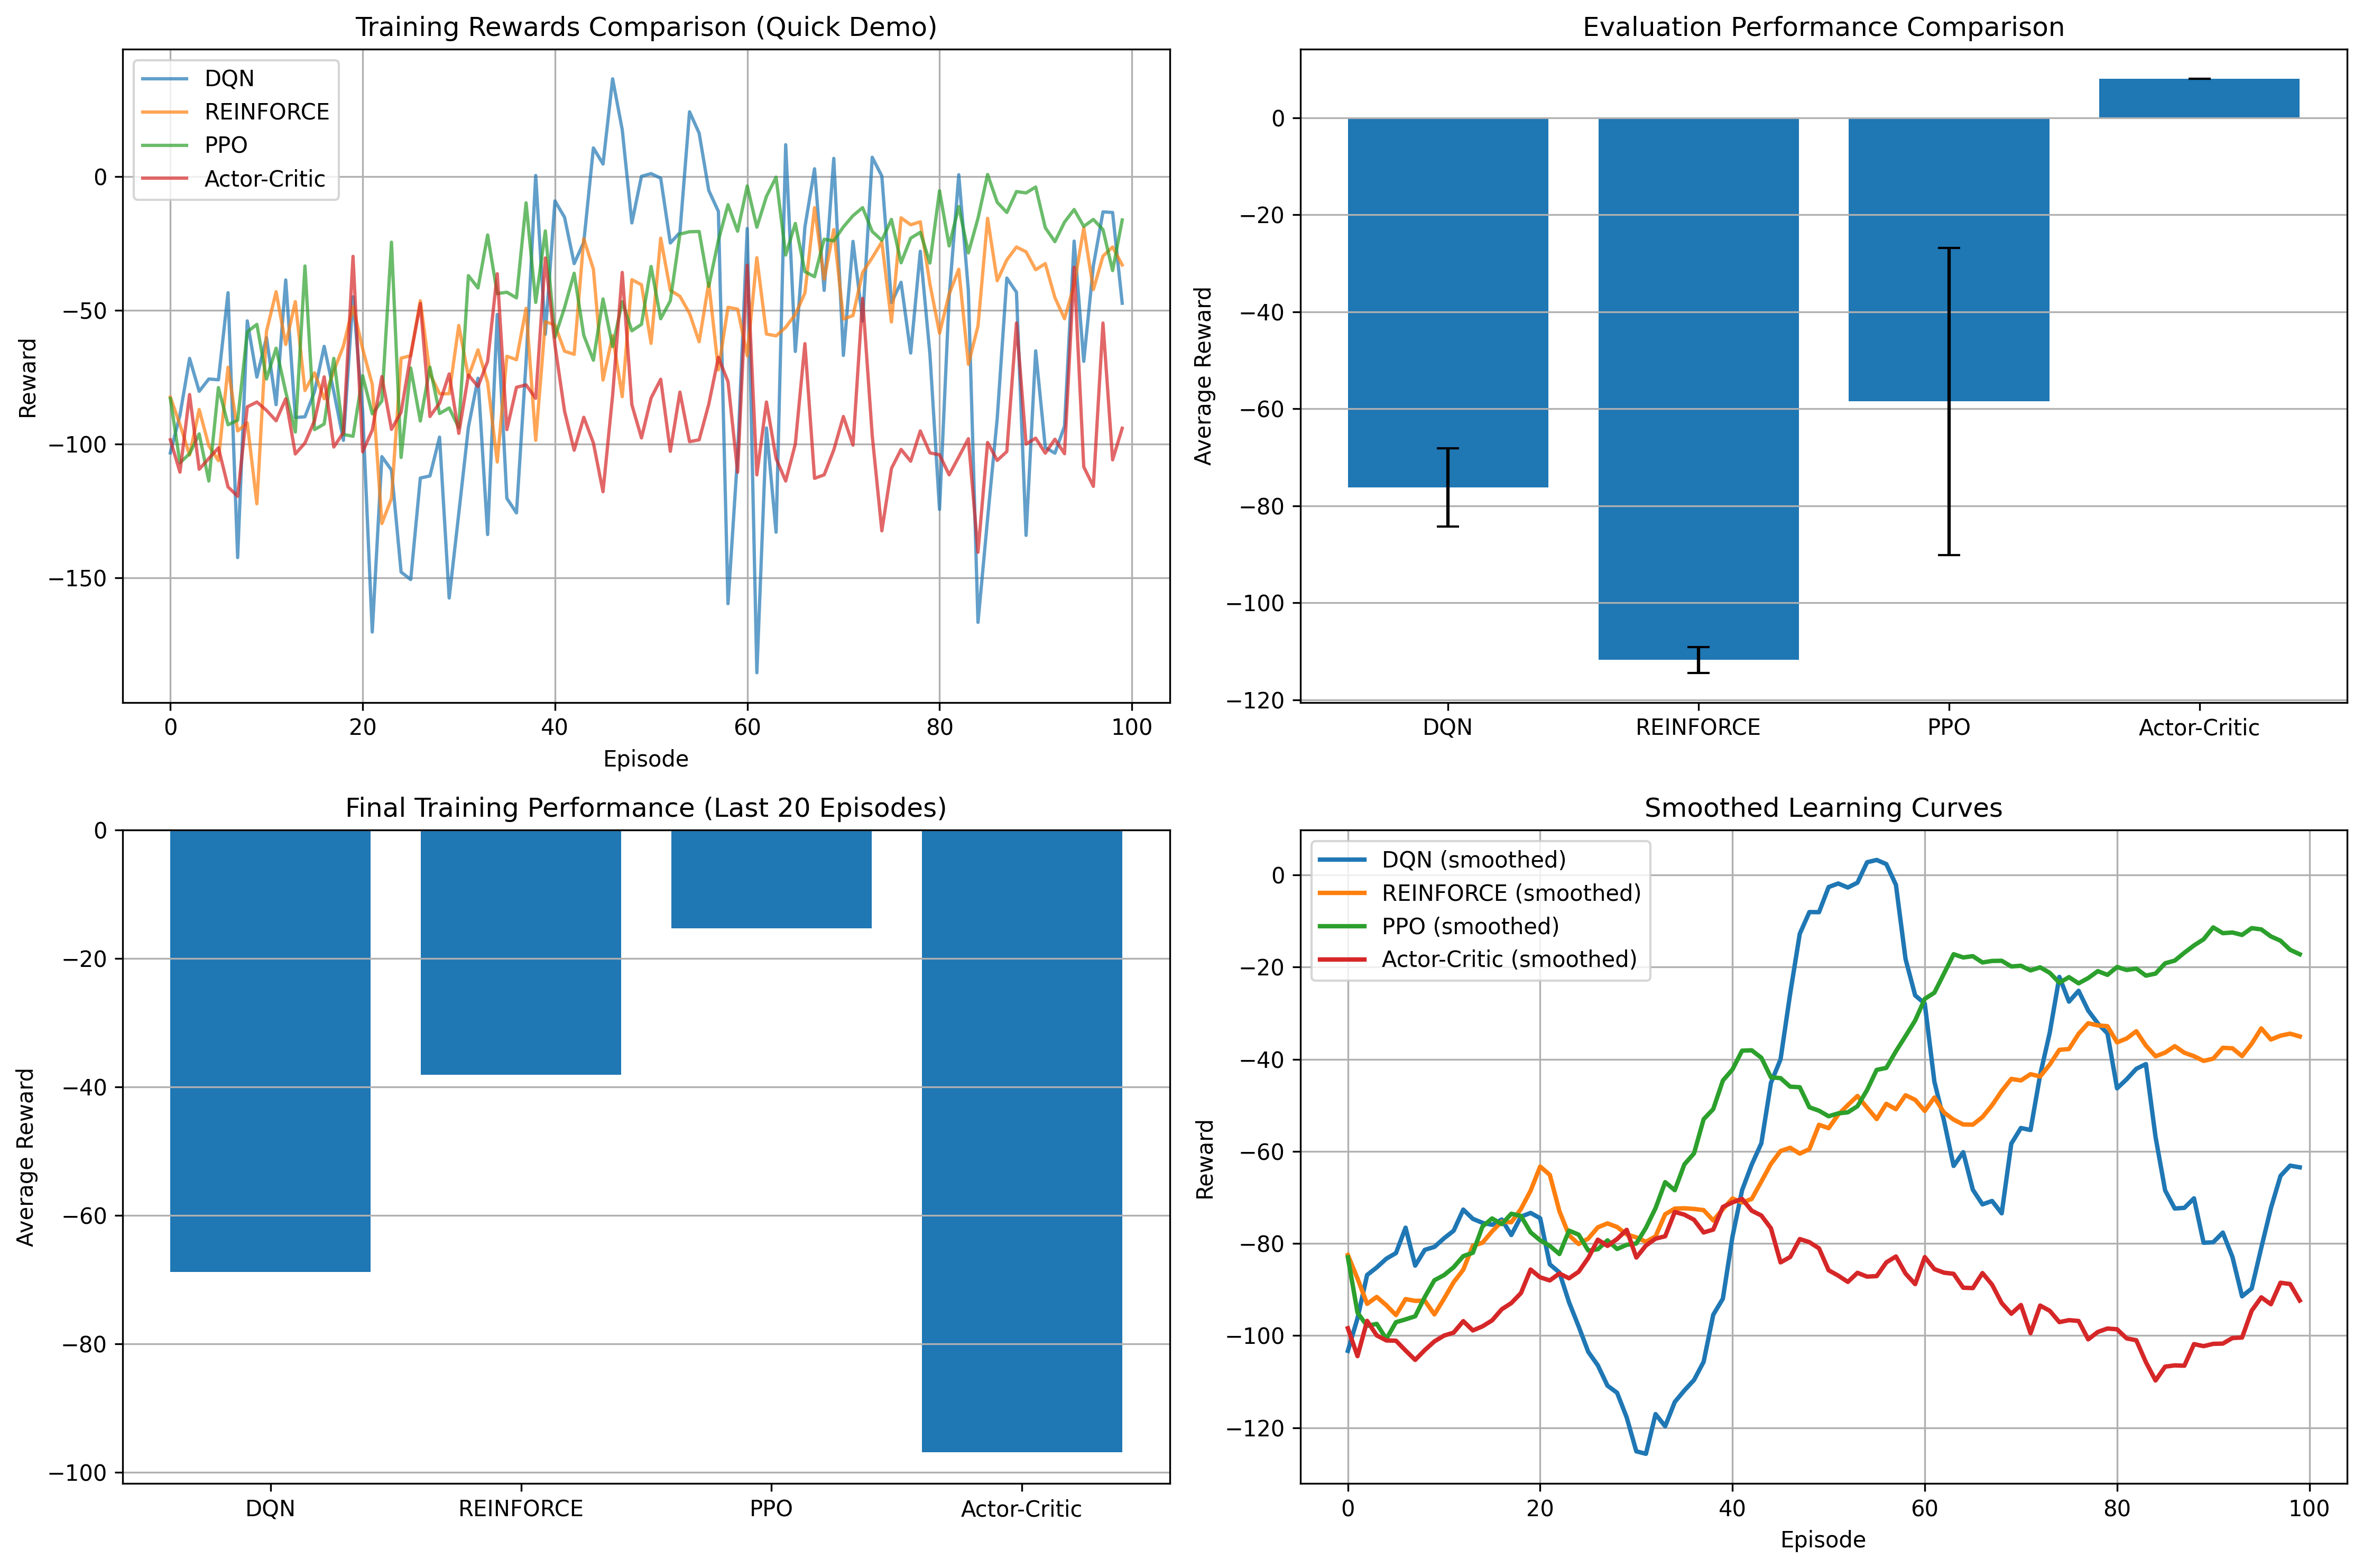 Training Rewards Comparison (Quick Demo)
DQN
REINFORCE
PPO
Actor-Critic
Reward
0
−50
−100
−150
0
20
40
60
80
100
Episode
Evaluation Performance Comparison
Average Reward
0
−20
−40
−60
−80
−100
−120
DQN
REINFORCE
PPO
Actor-Critic
Final Training Performance (Last 20 Episodes)
Average Reward
0
−20
−40
−60
−80
−100
DQN
REINFORCE
PPO
Actor-Critic
Smoothed Learning Curves
DQN (smoothed)
REINFORCE (smoothed)
PPO (smoothed)
Actor-Critic (smoothed)
Reward
0
−20
−40
−60
−80
−100
−120
0
20
40
60
80
100
Episode